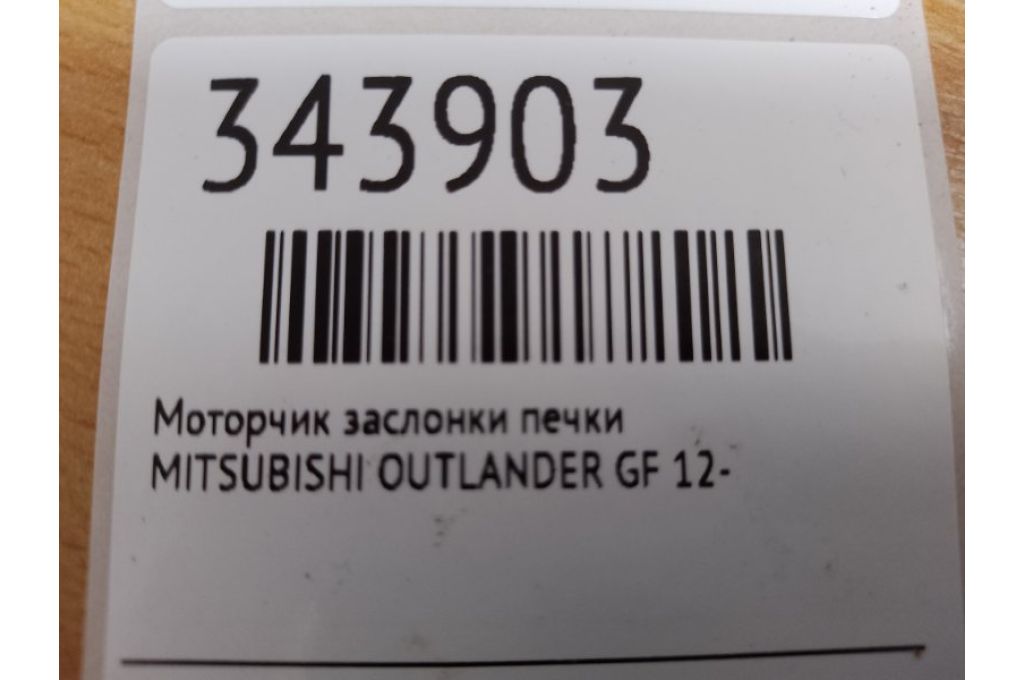 343903
Моторчик заслонки печки
MITSUBISHI OUTLANDER GF 12-